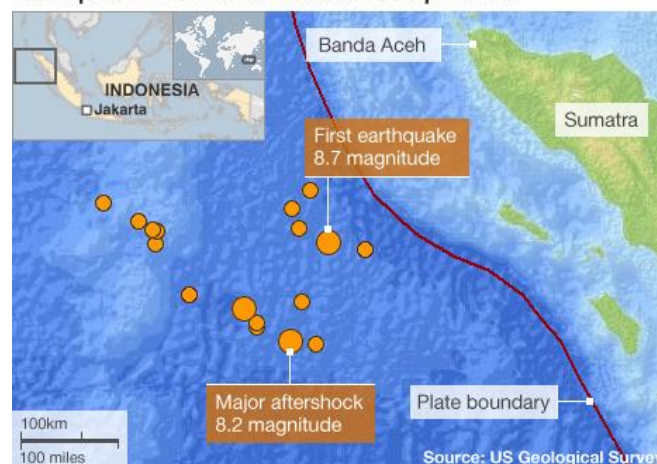 INDONESIA
Jakarta
Banda Aceh
Sumatra
First earthquake
8.7 magnitude
Major aftershock
8.2 magnitude
Plate boundary
100km
100 miles
Source: US Geological Survey